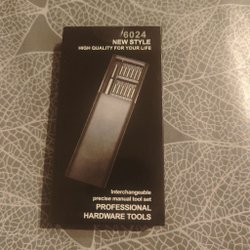 6024
NEW STYLE
HIGH QUALITY FOR YOUR LIFE
Interchangeable
precise manual tool set
PROFESSIONAL
HARDWARE TOOLS